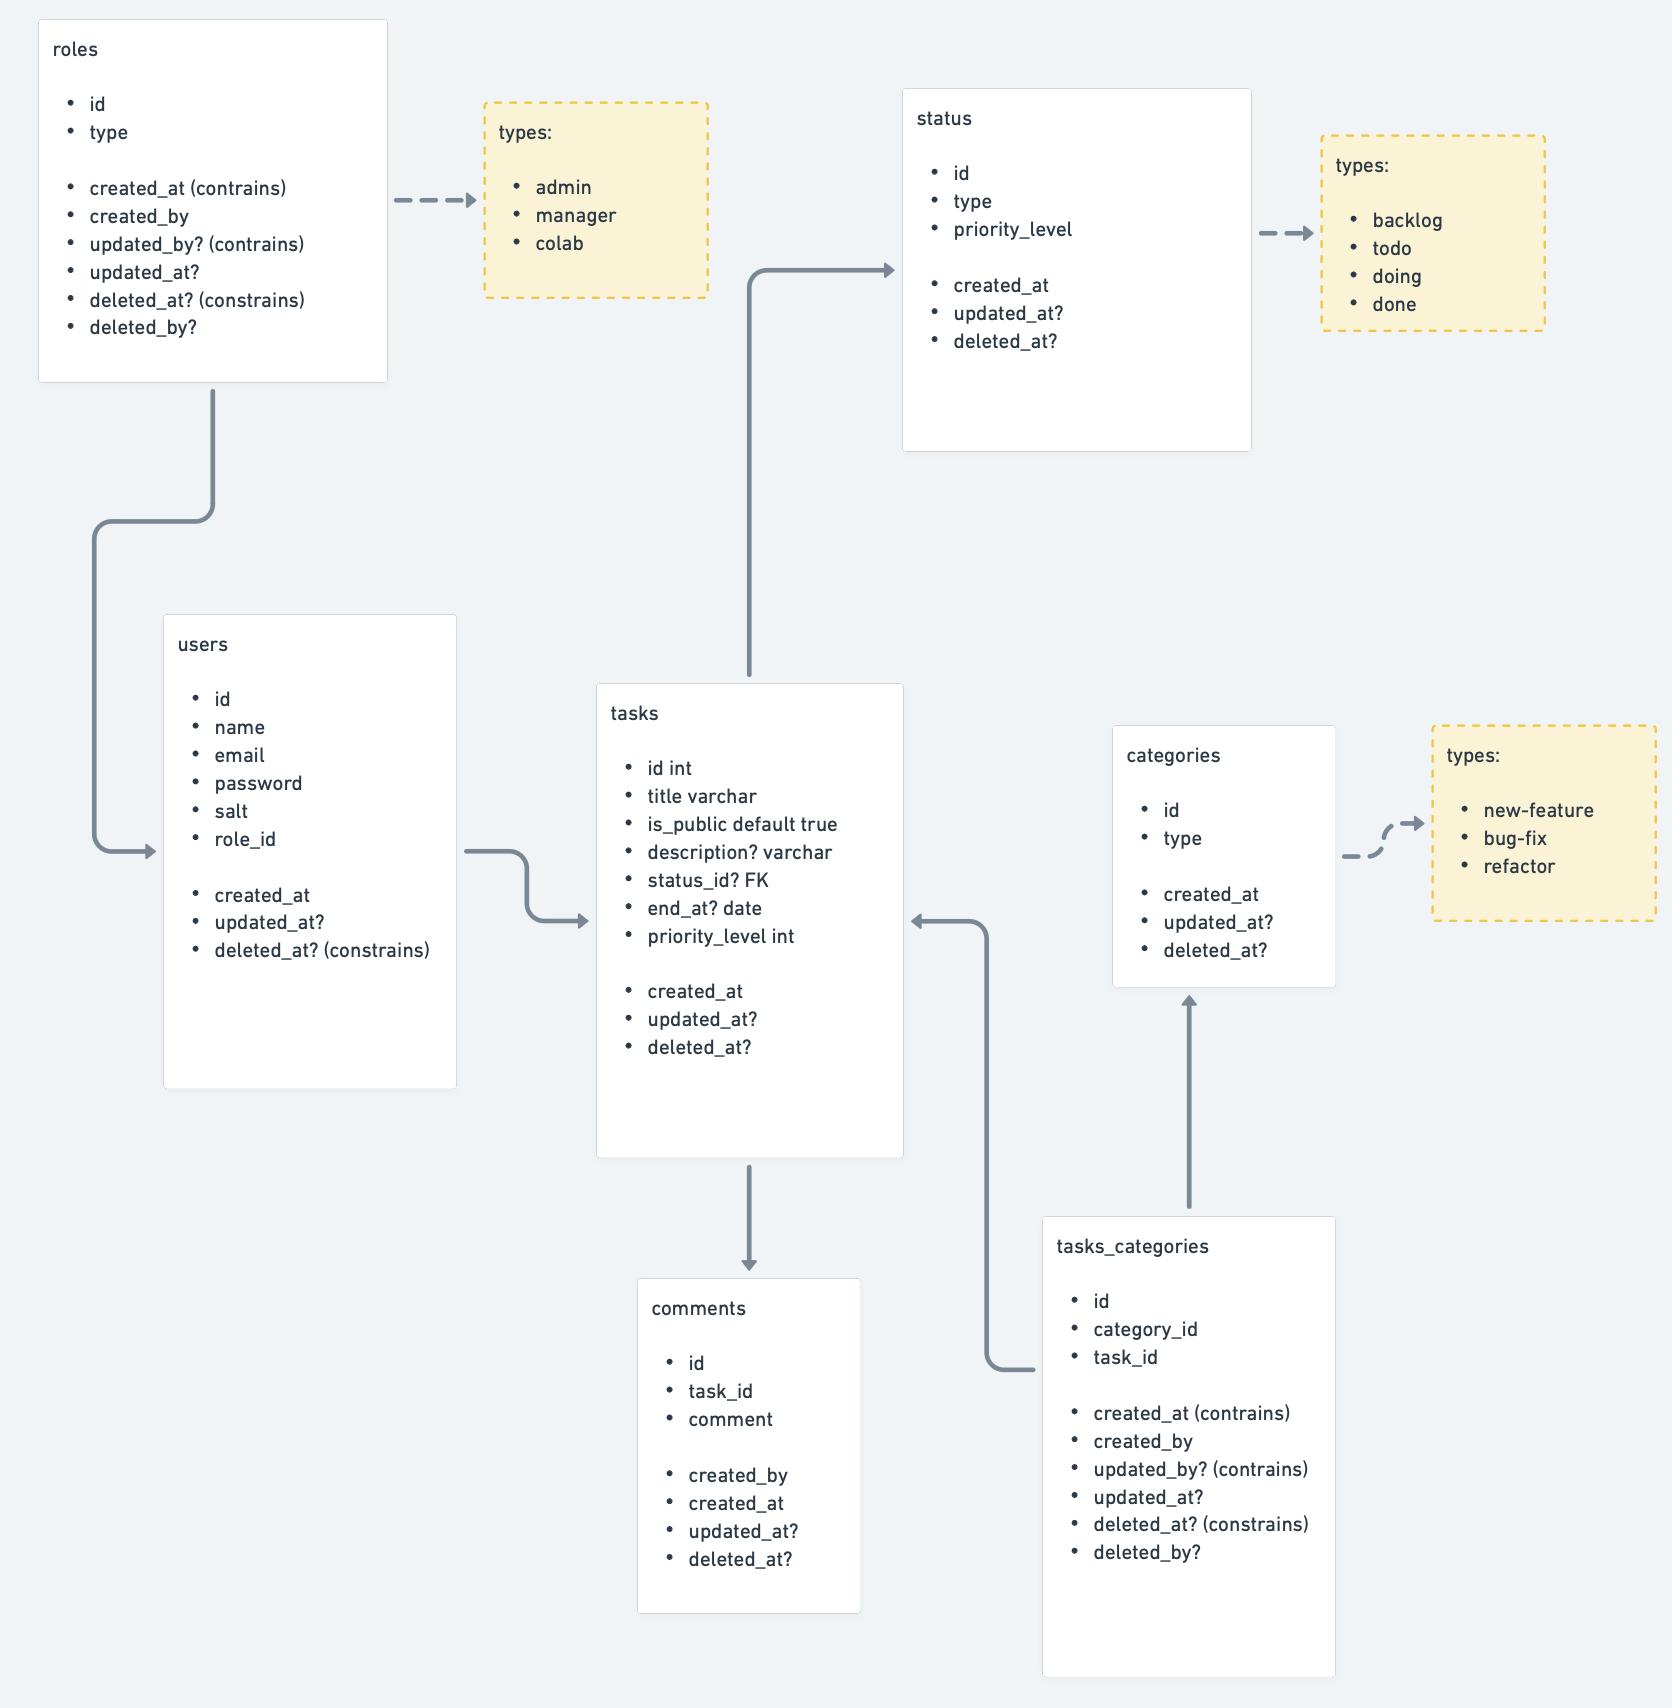 roles
id
type
created_at (contrains)
created_by
updated_by? (contrains)
updated_at?
deleted_at? (constrains)
deleted_by?
types:
admin
manager
colab
status
id
type
priority_level
created_at
updated_at?
deleted_at?
types:
backlog
todo
doing
done
users
id
name
email
password
salt
role_id
created_at
updated_at?
deleted_at? (constrains)
tasks
id int
title varchar
is_public default true
description? varchar
status_id? FK
end_at? date
priority_level int
created_at
updated_at?
deleted_at?
categories
id
type
created_at
updated_at?
deleted_at?
types:
new-feature
bug-fix
refactor
comments
id
task_id
comment
created_by
created_at
updated_at?
deleted_at?
tasks_categories
id
category_id
task_id
created_at (contrains)
created_by
updated_by? (contrains)
updated_at?
deleted_at? (constrains)
deleted_by?